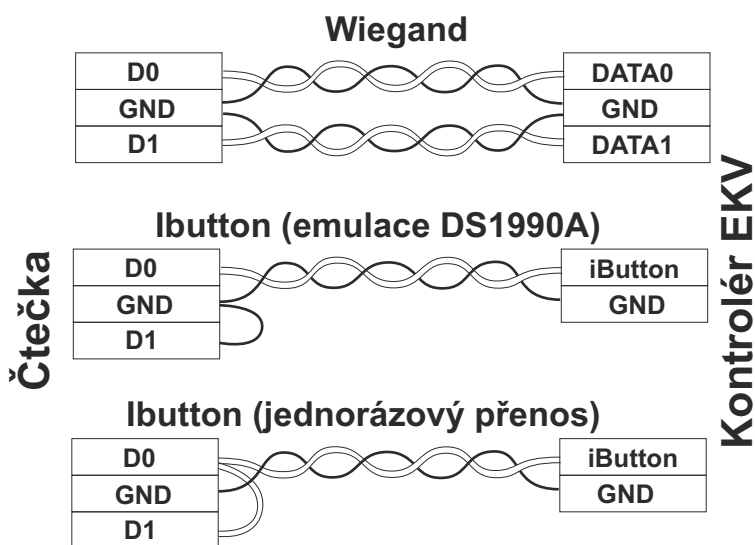 Wiegand
D0 DATA0
GND GND
D1 DATA1
Ibutton (emulace DS1990A)
D0 iButton
GND GND
D1
Ibutton (jednorázový přenos)
D0 iButton
GND GND
D1
Čtečka
Kontrolér EKV